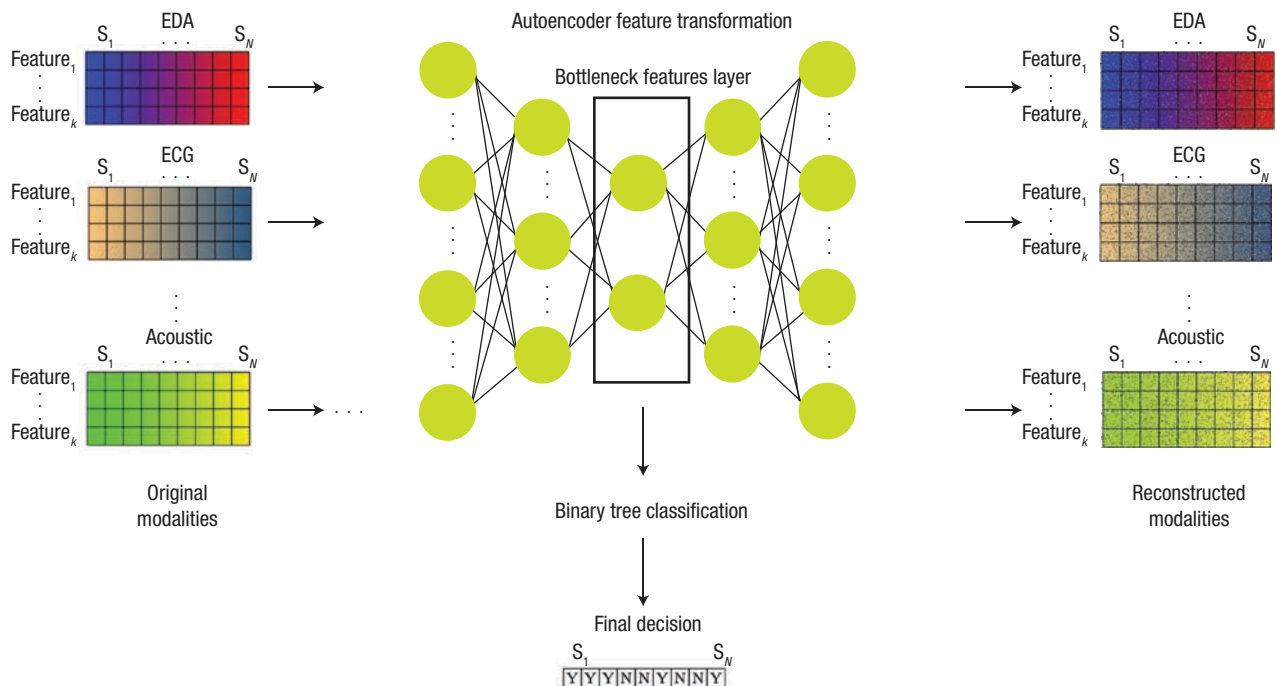 EDA
S1 . . . SN
Feature1
Featurek
ECG
S1 . . . SN
Feature1
Featurek
Acoustic
S1 . . . SN
Feature1
Featurek
. . .
Original
modalities
Autoencoder feature transformation
Bottleneck features layer
Binary tree classification
Final decision
S1 SN
Y Y Y N N Y N N Y
EDA
S1 . . . SN
Feature1
Featurek
ECG
S . . . SN
Feature1
Featurek
Acoustic
S1 . . . SN
Feature1
Featurek
Reconstructed
modalities